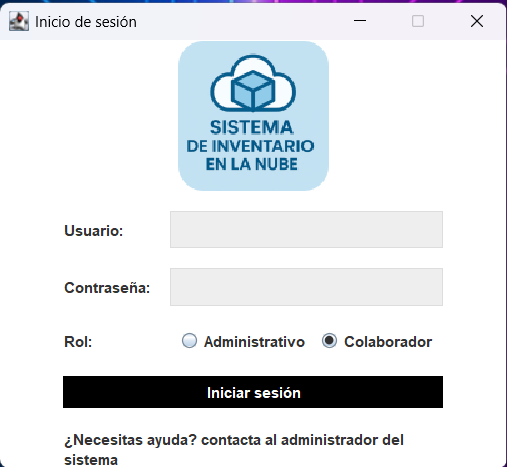 Inicio de sesión
SISTEMA
DE INVENTARIO
EN LA NUBE
Usuario:
Contraseña:
Rol: Administrativo Colaborador
Iniciar sesión
¿Necesitas ayuda? contacta al administrador del
sistema